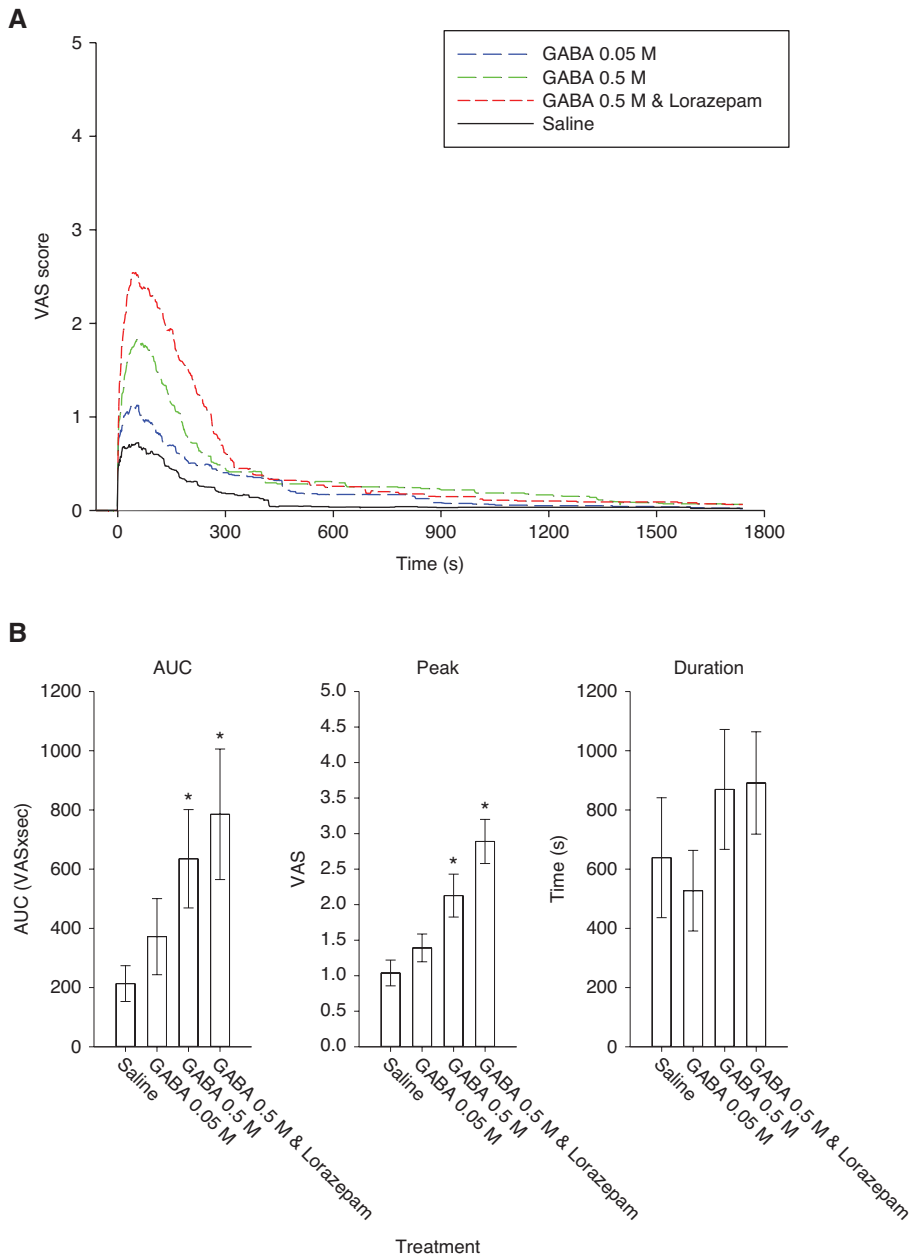 A
5
4
3
2
1
0
VAS score
GABA 0.05 M
GABA 0.5 M
GABA 0.5 M & Lorazepam
Saline
0 300 600 900 1200 1500 1800
Time (s)
B
AUC
1200
1000
800
600
400
200
0
AUC (VASxsec)
* *
Saline
GABA 0.05 M
GABA 0.5 M
GABA 0.5 M & Lorazepam
Peak
5.0
4.5
4.0
3.5
3.0
2.5
2.0
1.5
1.0
0.5
0.0
VAS
* *
Saline
GABA 0.05 M
GABA 0.5 M
GABA 0.5 M & Lorazepam
Duration
1200
1000
800
600
400
200
0
Time (s)
Saline
GABA 0.05 M
GABA 0.5 M
GABA 0.5 M & Lorazepam
Treatment